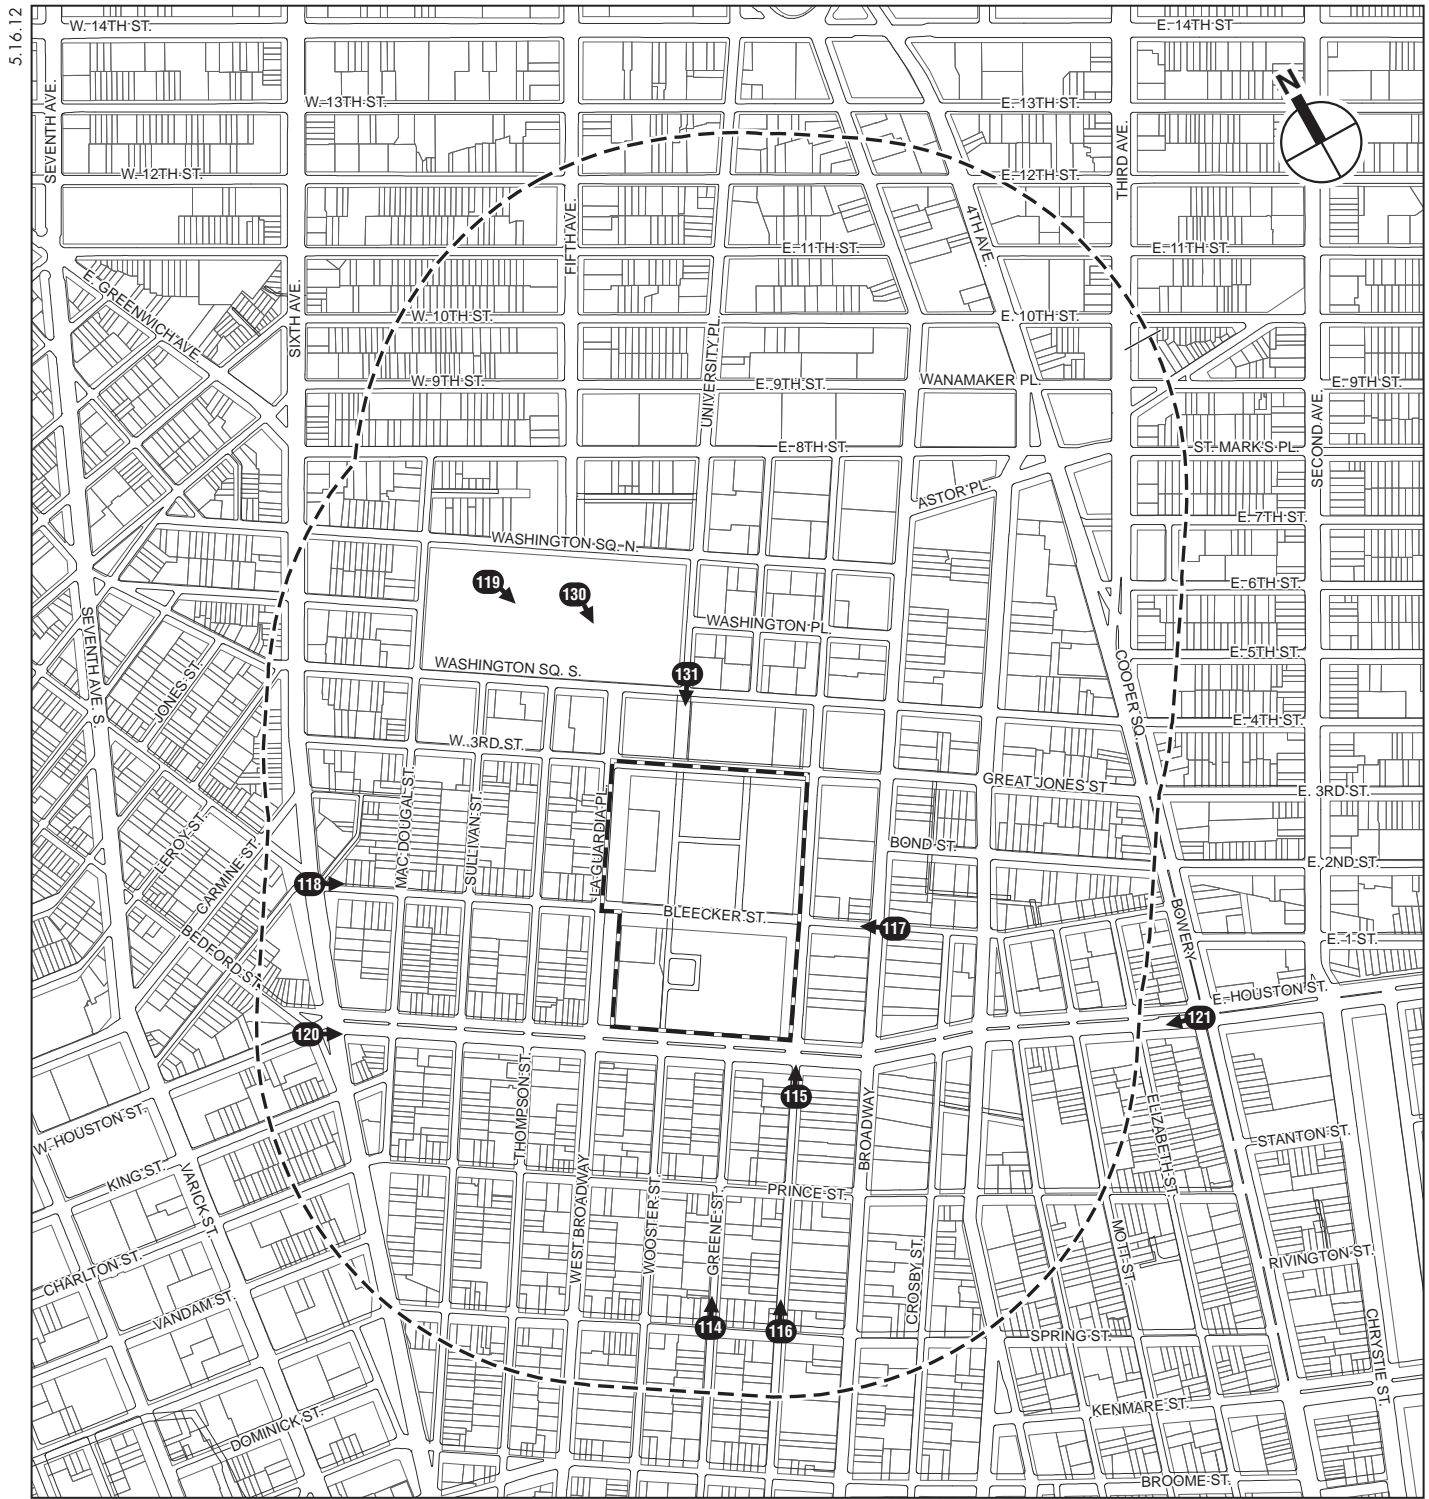 5.16.12
W. 14TH ST.
E. 14TH ST
W. 13TH ST.
E. 13TH ST.
N
SEVENTH AVE.
THIRD AVE.
W. 12TH ST.
E. 12TH ST.
FIFTH AVE.
4TH AVE.
E. 11TH ST.
E. 11TH ST.
E. GREENWICH AVE.
SIXTH AVE.
W. 10TH ST.
E. 10TH ST.
UNIVERSITY PL.
W. 9TH ST.
E. 9TH ST.
WANAMAKER PL.
E. 9TH ST.
SECOND AVE.
E. 8TH ST.
ST. MARK'S PL.
ASTOR PL.
E. 7TH ST.
WASHINGTON SQ. N.
119
130
E. 6TH ST.
WASHINGTON PL.
SEVENTH AVE. S.
E. 5TH ST.
WASHINGTON SQ. S.
131
JONES ST.
COOPER SQ.
E. 4TH ST.
W. 3RD ST.
GREAT JONES ST
E. 3RD ST.
MAC DOUGAL ST.
SULLIVAN ST.
LA GUARDIA PL.
LEROY ST.
BOND ST.
E. 2ND ST.
CARMINE ST.
118
BLEECKER ST.
117
BOWERY
E. 1 ST.
BEDFORD ST.
E. HOUSTON ST.
120
121
115
W. HOUSTON ST.
THOMPSON ST.
BROADWAY
ELIZABETH ST.
STANTON ST.
KING ST.
VARICK ST.
PRINCE ST.
WEST BROADWAY
WOOSTER ST.
GREENE ST.
CROSBY ST.
MOTT ST.
CHARLTON ST.
RIVINGTON ST.
VANDAM ST.
114
116
SPRING ST.
CHRYSTIE ST.
KENMARE ST.
DOMINICK ST.
BROOME ST.